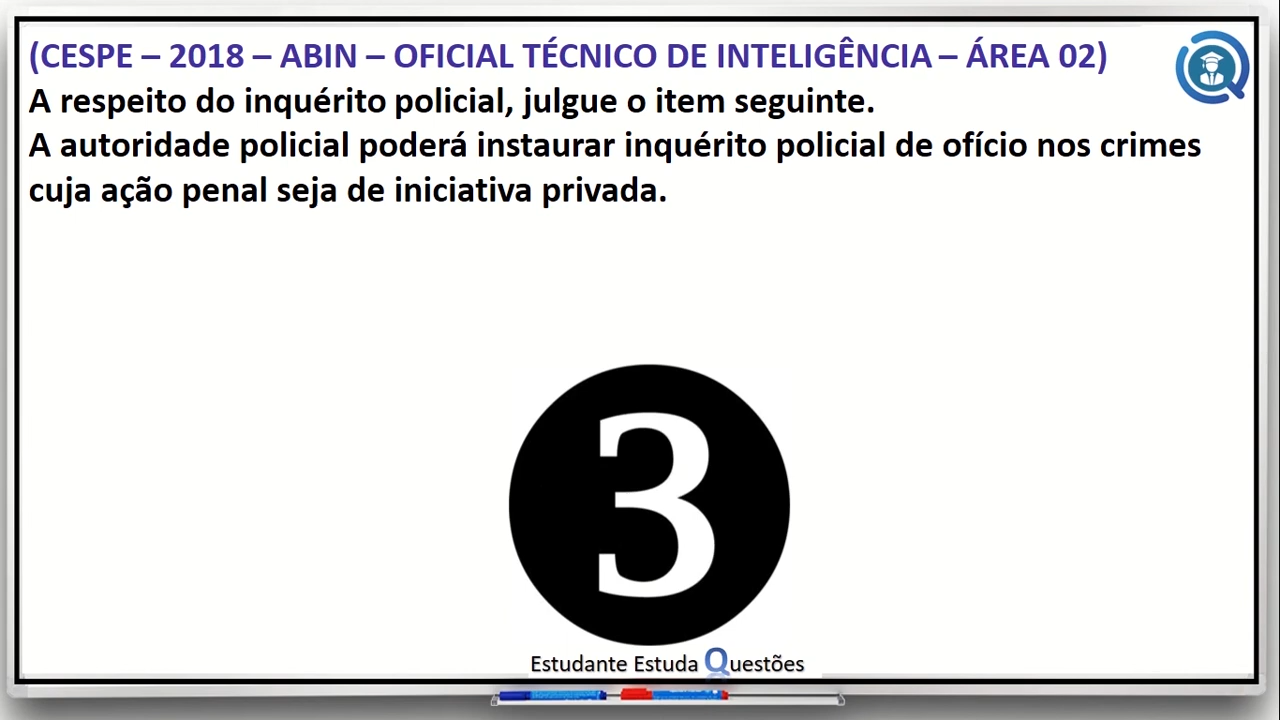 (CESPE – 2018 – ABIN – OFICIAL TÉCNICO DE INTELIGÊNCIA – ÁREA 02)
A respeito do inquérito policial, julgue o item seguinte.
A autoridade policial poderá instaurar inquérito policial de ofício nos crimes
cuja ação penal seja de iniciativa privada.
3
Estudante Estuda Questões